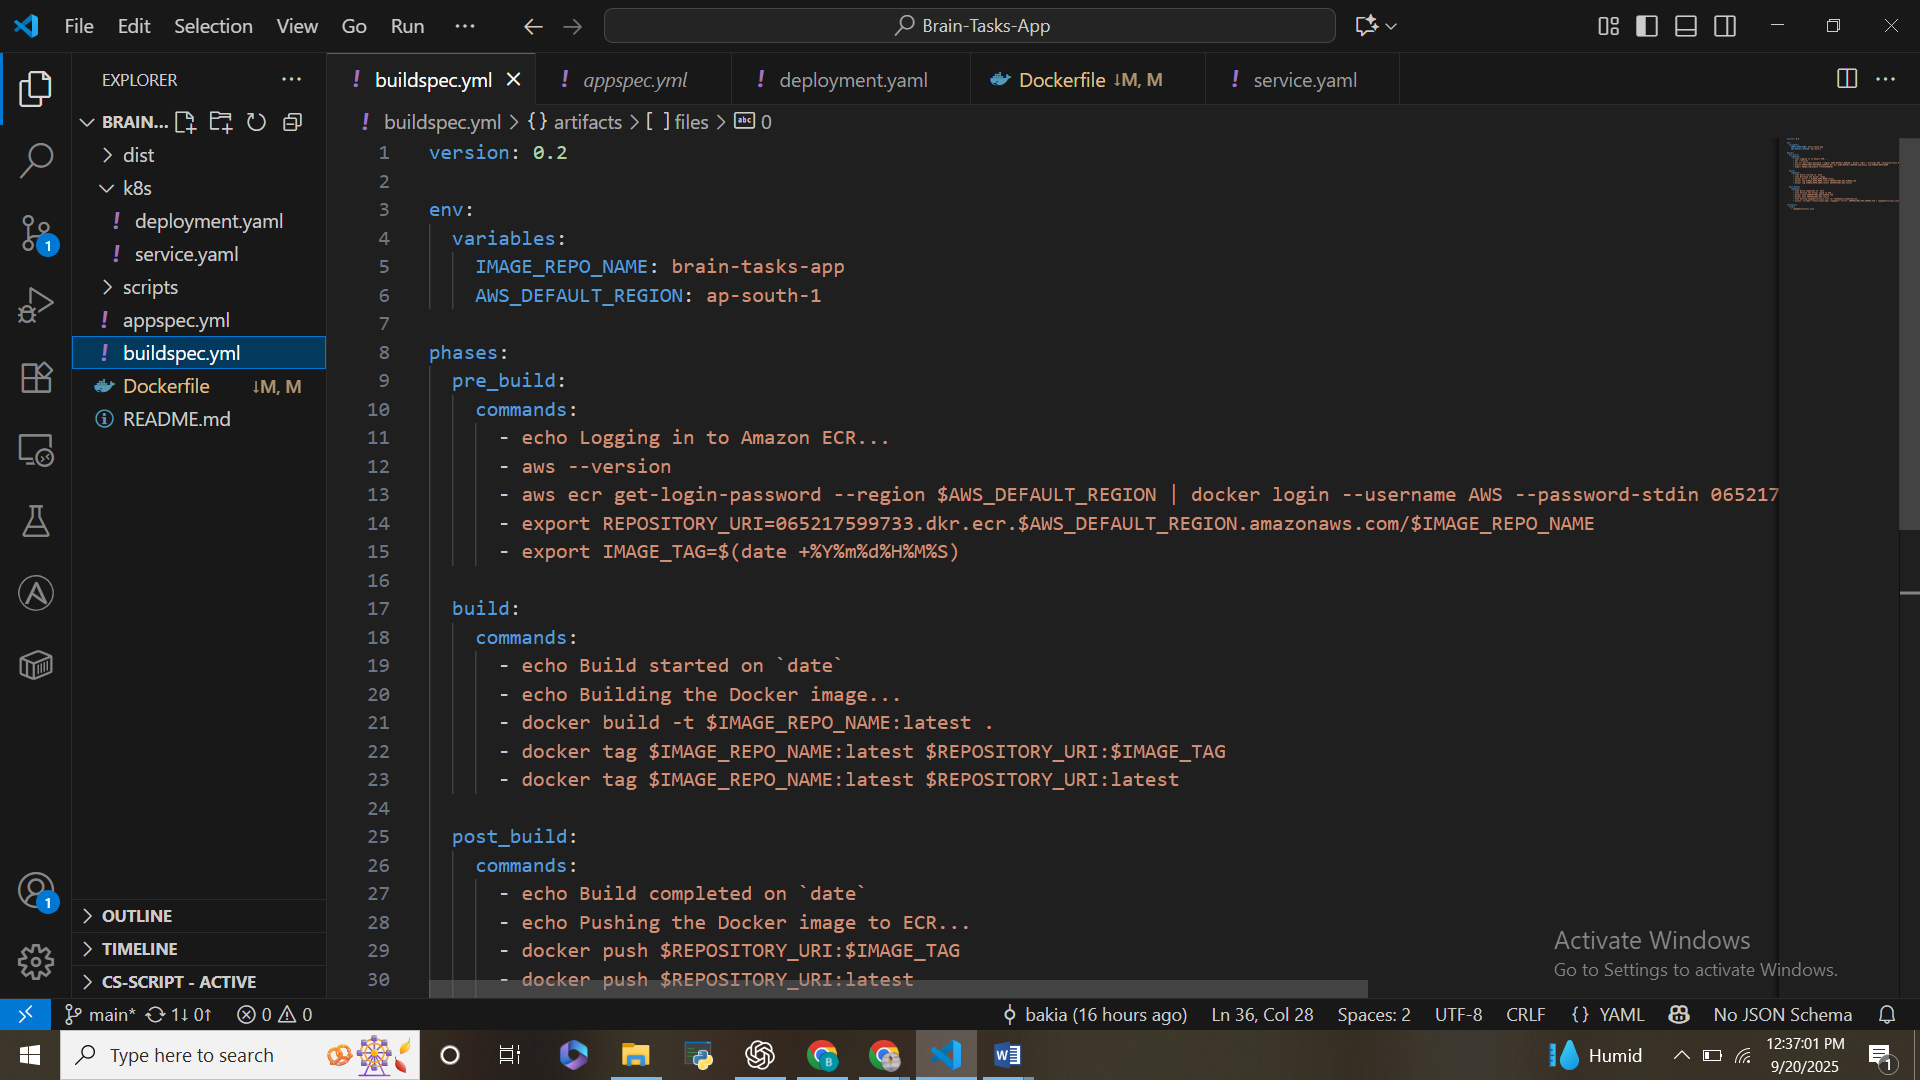 File Edit Selection View Go Run ··· Brain-Tasks-App
EXPLORER
BRAIN...
dist
k8s
! deployment.yaml
! service.yaml
scripts
! appspec.yml
! buildspec.yml
Dockerfile ↓M, M
README.md
OUTLINE
TIMELINE
CS-SCRIPT - ACTIVE
! buildspec.yml ! appspec.yml ! deployment.yaml Dockerfile ↓M, M ! service.yaml
! buildspec.yml > {} artifacts > [ ] files > abc 0
1 version: 0.2
2
3 env:
4 variables:
5 IMAGE_REPO_NAME: brain-tasks-app
6 AWS_DEFAULT_REGION: ap-south-1
7
8 phases:
9 pre_build:
10 commands:
11 - echo Logging in to Amazon ECR...
12 - aws --version
13 - aws ecr get-login-password --region $AWS_DEFAULT_REGION | docker login --username AWS --password-stdin 065217
14 - export REPOSITORY_URI=065217599733.dkr.ecr.$AWS_DEFAULT_REGION.amazonaws.com/$IMAGE_REPO_NAME
15 - export IMAGE_TAG=$(date +%Y%m%d%H%M%S)
16
17 build:
18 commands:
19 - echo Build started on `date`
20 - echo Building the Docker image...
21 - docker build -t $IMAGE_REPO_NAME:latest .
22 - docker tag $IMAGE_REPO_NAME:latest $REPOSITORY_URI:$IMAGE_TAG
23 - docker tag $IMAGE_REPO_NAME:latest $REPOSITORY_URI:latest
24
25 post_build:
26 commands:
27 - echo Build completed on `date`
28 - echo Pushing the Docker image to ECR...
29 - docker push $REPOSITORY_URI:$IMAGE_TAG
30 - docker push $REPOSITORY_URI:latest
Activate Windows
Go to Settings to activate Windows.
1
1
main* 1↓ 0↑ 0 0 bakia (16 hours ago) Ln 36, Col 28 Spaces: 2 UTF-8 CRLF {} YAML No JSON Schema
Type here to search
B
Humid
12:37:01 PM
9/20/2025
1